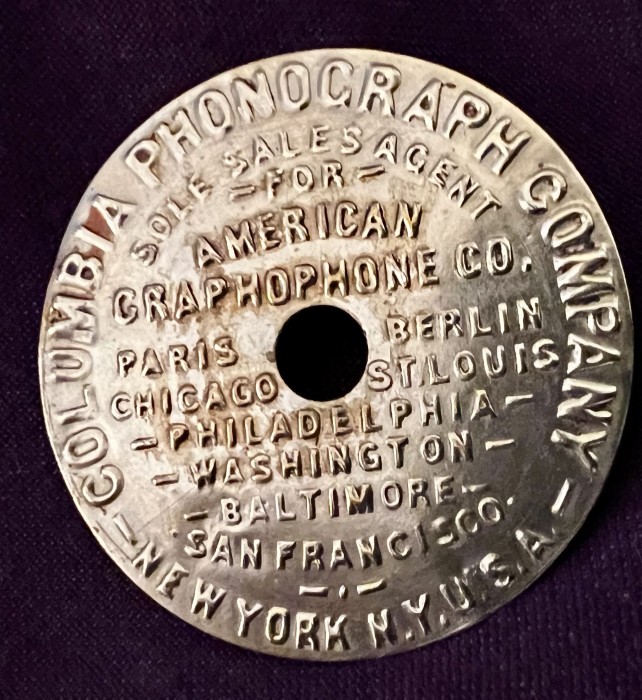 COLUMBIA PHONOGRAPH COMPANY
SOLE SALES AGENT
-FOR-
AMERICAN
GRAPHOPHONE CO.
PARIS BERLIN
CHICAGO ST.LOUIS
-PHILADELPHIA-
-WASHINGTON-
-BALTIMORE-
·SAN FRANCISCO·
-·-
-NEW YORK N.Y.U.S.A.-